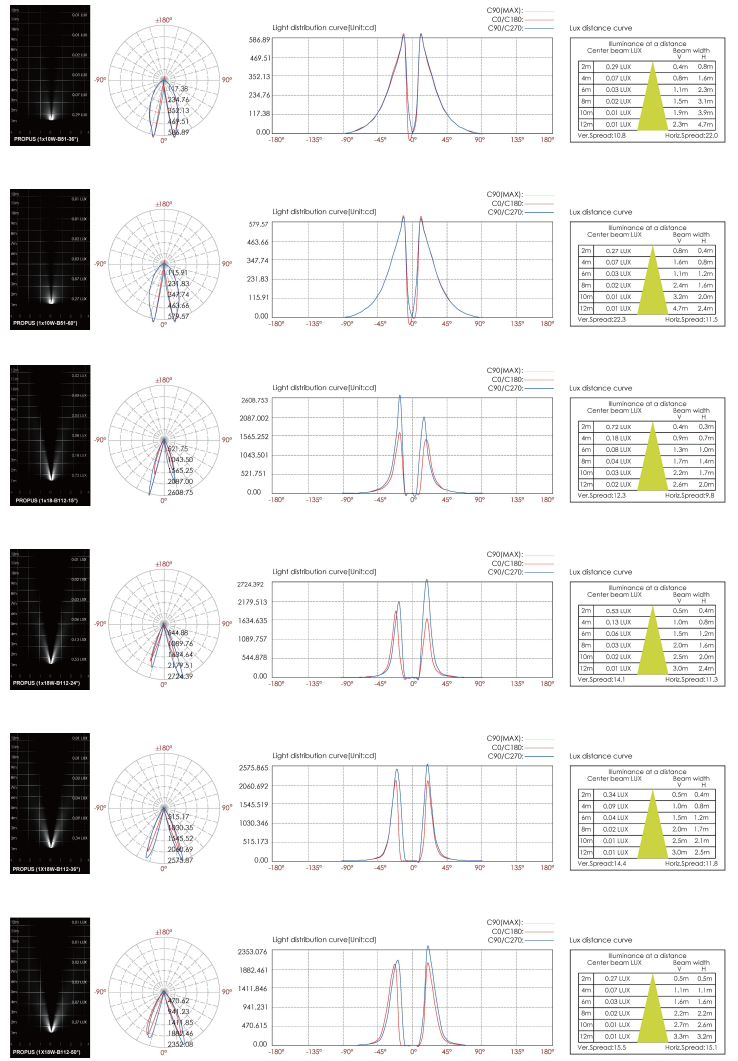 PROPUS (1x10W-B51-36°)
±180°
-90°
90°
117.38
234.76
352.13
469.51
586.89
0°
Light distribution curve[Unit:cd]
C90(MAX):
C0/C180:
C90/C270:
586.89
469.51
352.13
234.76
117.38
0.00
-180° -135° -90° -45° 0° 45° 90° 135° 180°
Lux distance curve
Illuminance at a distance
Center beam LUX Beam width
V H
2m 0.29 LUX 0.4m 0.8m
4m 0.07 LUX 0.8m 1.6m
6m 0.03 LUX 1.1m 2.3m
8m 0.02 LUX 1.5m 3.1m
10m 0.01 LUX 1.9m 3.9m
12m 0.01 LUX 2.3m 4.7m
Ver.Spread:10.8 Horiz.Spread:22.0
PROPUS (1x10W-B51-60°)
±180°
-90°
90°
115.91
231.83
347.74
463.66
579.57
0°
Light distribution curve[Unit:cd]
C90(MAX):
C0/C180:
C90/C270:
579.57
463.66
347.74
231.83
115.91
0.00
-180° -135° -90° -45° 0° 45° 90° 135° 180°
Lux distance curve
Illuminance at a distance
Center beam LUX Beam width
V H
2m 0.27 LUX 0.8m 0.4m
4m 0.07 LUX 1.6m 0.8m
6m 0.03 LUX 1.1m 1.2m
8m 0.02 LUX 2.4m 1.6m
10m 0.01 LUX 3.2m 2.0m
12m 0.01 LUX 4.7m 2.4m
Ver.Spread:22.3 Horiz.Spread:11.5
PROPUS (1x18-B112-15°)
±180°
-90°
90°
521.75
1043.50
1565.25
2087.00
2608.75
0°
Light distribution curve[Unit:cd]
C90(MAX):
C0/C180:
C90/C270:
2608.753
2087.002
1565.252
1043.501
521.751
0.00
-180° -135° -90° -45° 0° 45° 90° 135° 180°
Lux distance curve
Illuminance at a distance
Center beam LUX Beam width
V H
2m 0.72 LUX 0.4m 0.3m
4m 0.18 LUX 0.9m 0.7m
6m 0.08 LUX 1.3m 1.0m
8m 0.04 LUX 1.7m 1.4m
10m 0.03 LUX 2.2m 1.7m
12m 0.02 LUX 2.6m 2.0m
Ver.Spread:12.3 Horiz.Spread:9.8
PROPUS (1x18W-B112-24°)
±180°
-90°
90°
544.88
1089.76
1634.64
2179.51
2724.39
0°
Light distribution curve[Unit:cd]
C90(MAX):
C0/C180:
C90/C270:
2724.392
2179.513
1634.635
1089.757
544.878
0.00
-180° -135° -90° -45° 0° 45° 90° 135° 180°
Lux distance curve
Illuminance at a distance
Center beam LUX Beam width
V H
2m 0.53 LUX 0.5m 0.4m
4m 0.13 LUX 1.0m 0.8m
6m 0.06 LUX 1.5m 1.2m
8m 0.03 LUX 2.0m 1.6m
10m 0.02 LUX 2.5m 2.0m
12m 0.01 LUX 3.0m 2.4m
Ver.Spread:14.1 Horiz.Spread:11.3
PROPUS (1X18W-B112-36°)
±180°
-90°
90°
515.17
1030.35
1545.52
2060.69
2575.87
0°
Light distribution curve[Unit:cd]
C90(MAX):
C0/C180:
C90/C270:
2575.865
2060.692
1545.519
1030.346
515.173
0.00
-180° -135° -90° -45° 0° 45° 90° 135° 180°
Lux distance curve
Illuminance at a distance
Center beam LUX Beam width
V H
2m 0.34 LUX 0.5m 0.4m
4m 0.09 LUX 1.0m 0.8m
6m 0.04 LUX 1.5m 1.2m
8m 0.02 LUX 2.0m 1.7m
10m 0.01 LUX 2.5m 2.1m
12m 0.01 LUX 3.0m 2.5m
Ver.Spread:14.4 Horiz.Spread:11.8
PROPUS (1X18W-B112-50°)
±180°
-90°
90°
470.62
941.23
1411.85
1882.46
2352.08
0°
Light distribution curve[Unit:cd]
C90(MAX):
C0/C180:
C90/C270:
2353.076
1882.461
1411.846
941.231
470.615
0.00
-180° -135° -90° -45° 0° 45° 90° 135° 180°
Lux distance curve
Illuminance at a distance
Center beam LUX Beam width
V H
2m 0.27 LUX 0.5m 0.5m
4m 0.07 LUX 1.1m 1.1m
6m 0.03 LUX 1.6m 1.6m
8m 0.02 LUX 2.2m 2.2m
10m 0.01 LUX 2.7m 2.6m
12m 0.01 LUX 3.3m 3.2m
Ver.Spread:15.5 Horiz.Spread:15.1